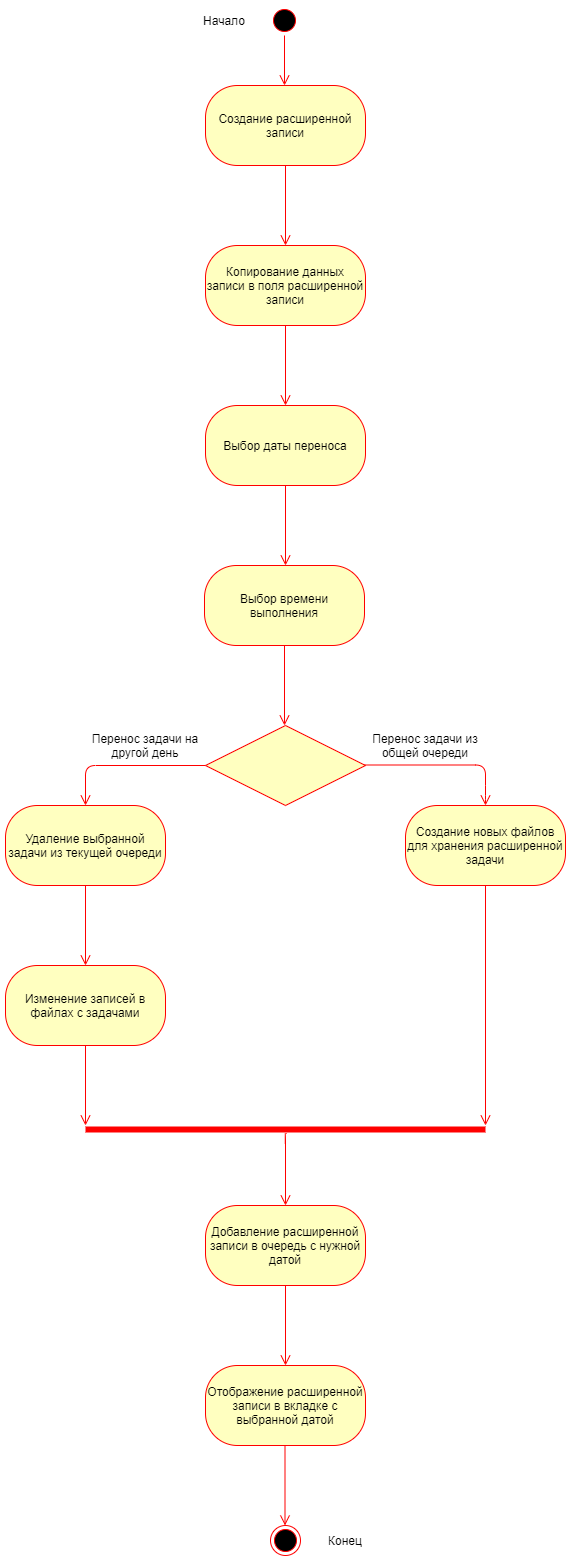 Начало
Создание расширенной
записи
Копирование данных
записи в поля расширенной
записи
Выбор даты переноса
Выбор времени
выполнения
Перенос задачи на
другой день
Перенос задачи из
общей очереди
Удаление выбранной
задачи из текущей очереди
Создание новых файлов
для хранения расширенной
задачи
Изменение записей в
файлах с задачами
Добавление расширенной
записи в очередь с нужной
датой
Отображение расширенной
записи в вкладке с
выбранной датой
Конец